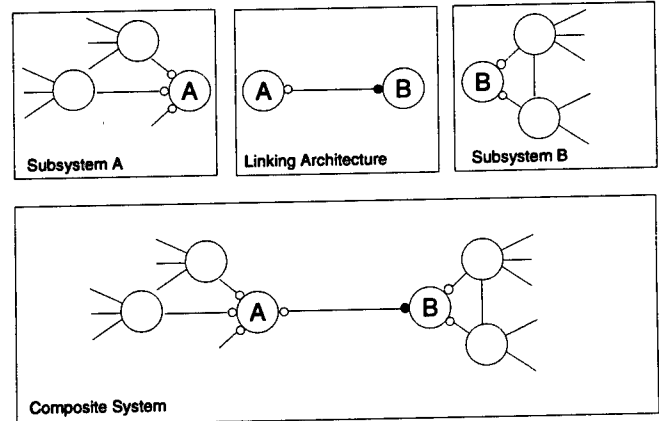 A
Subsystem A
A B
Linking Architecture
B
Subsystem B
A B
Composite System